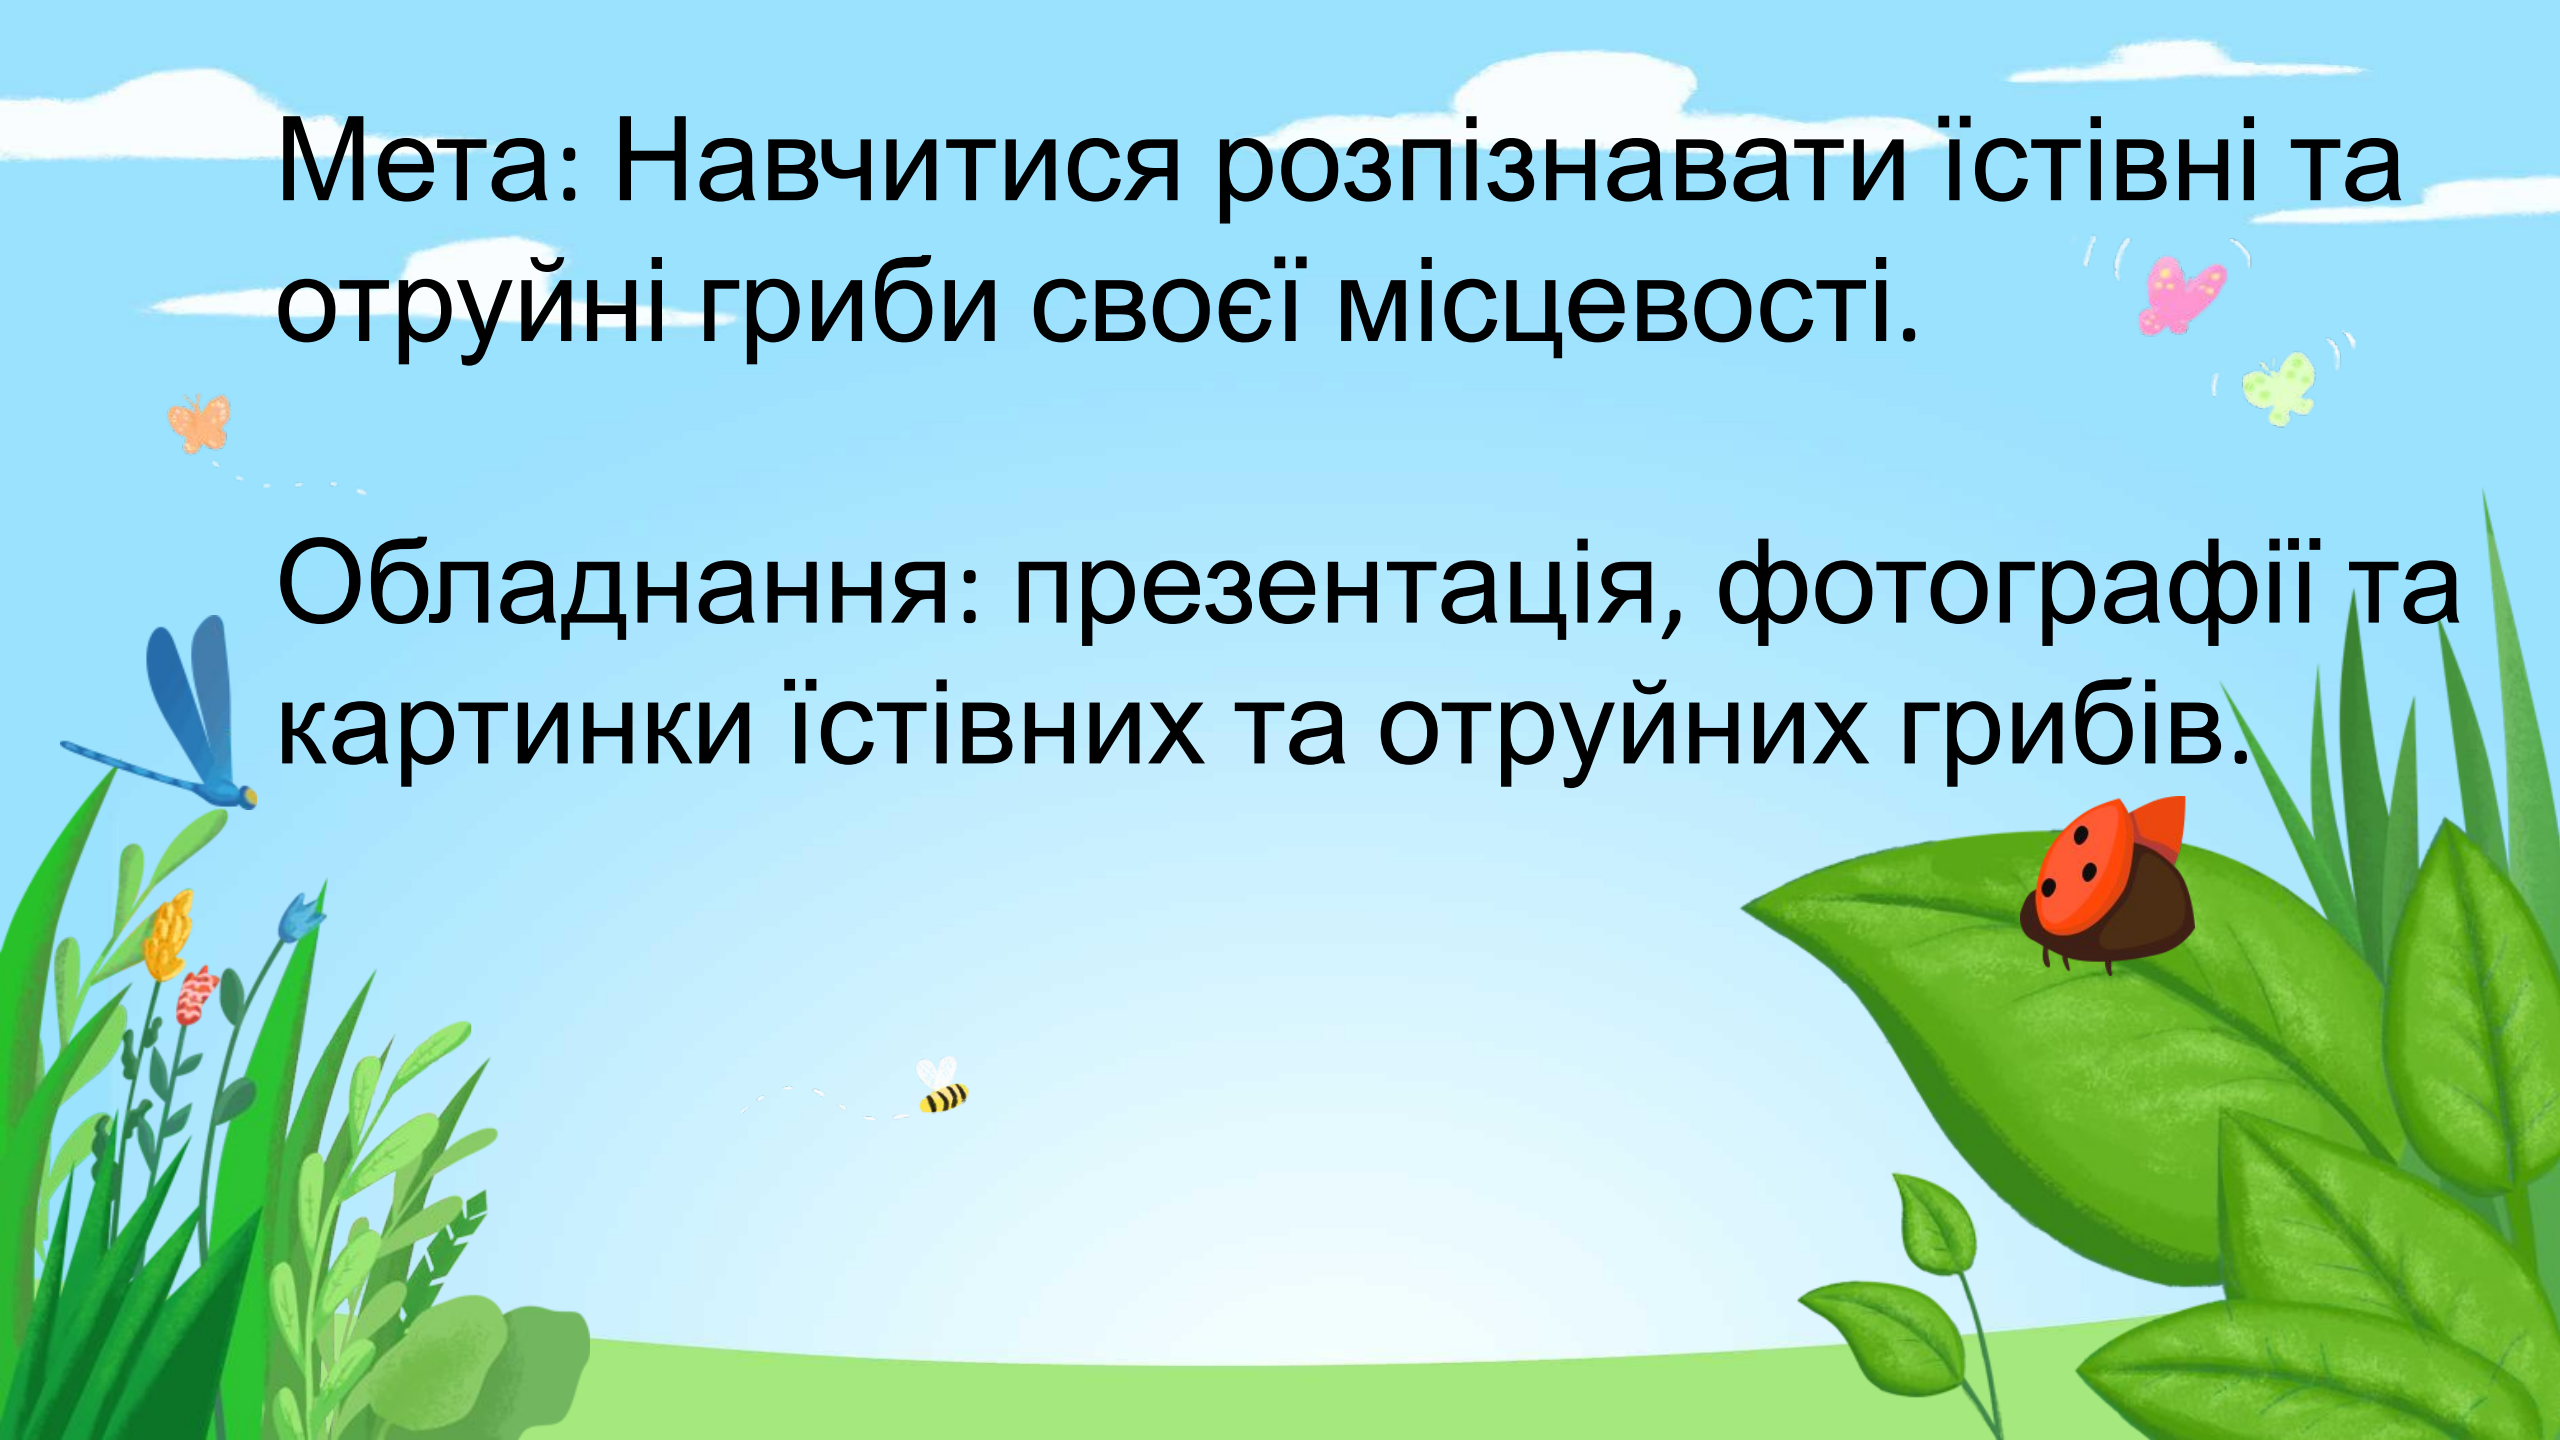 Мета: Навчитися розпізнавати їстівні та
отруйні гриби своєї місцевості.
Обладнання: презентація, фотографії та
картинки їстівних та отруйних грибів.